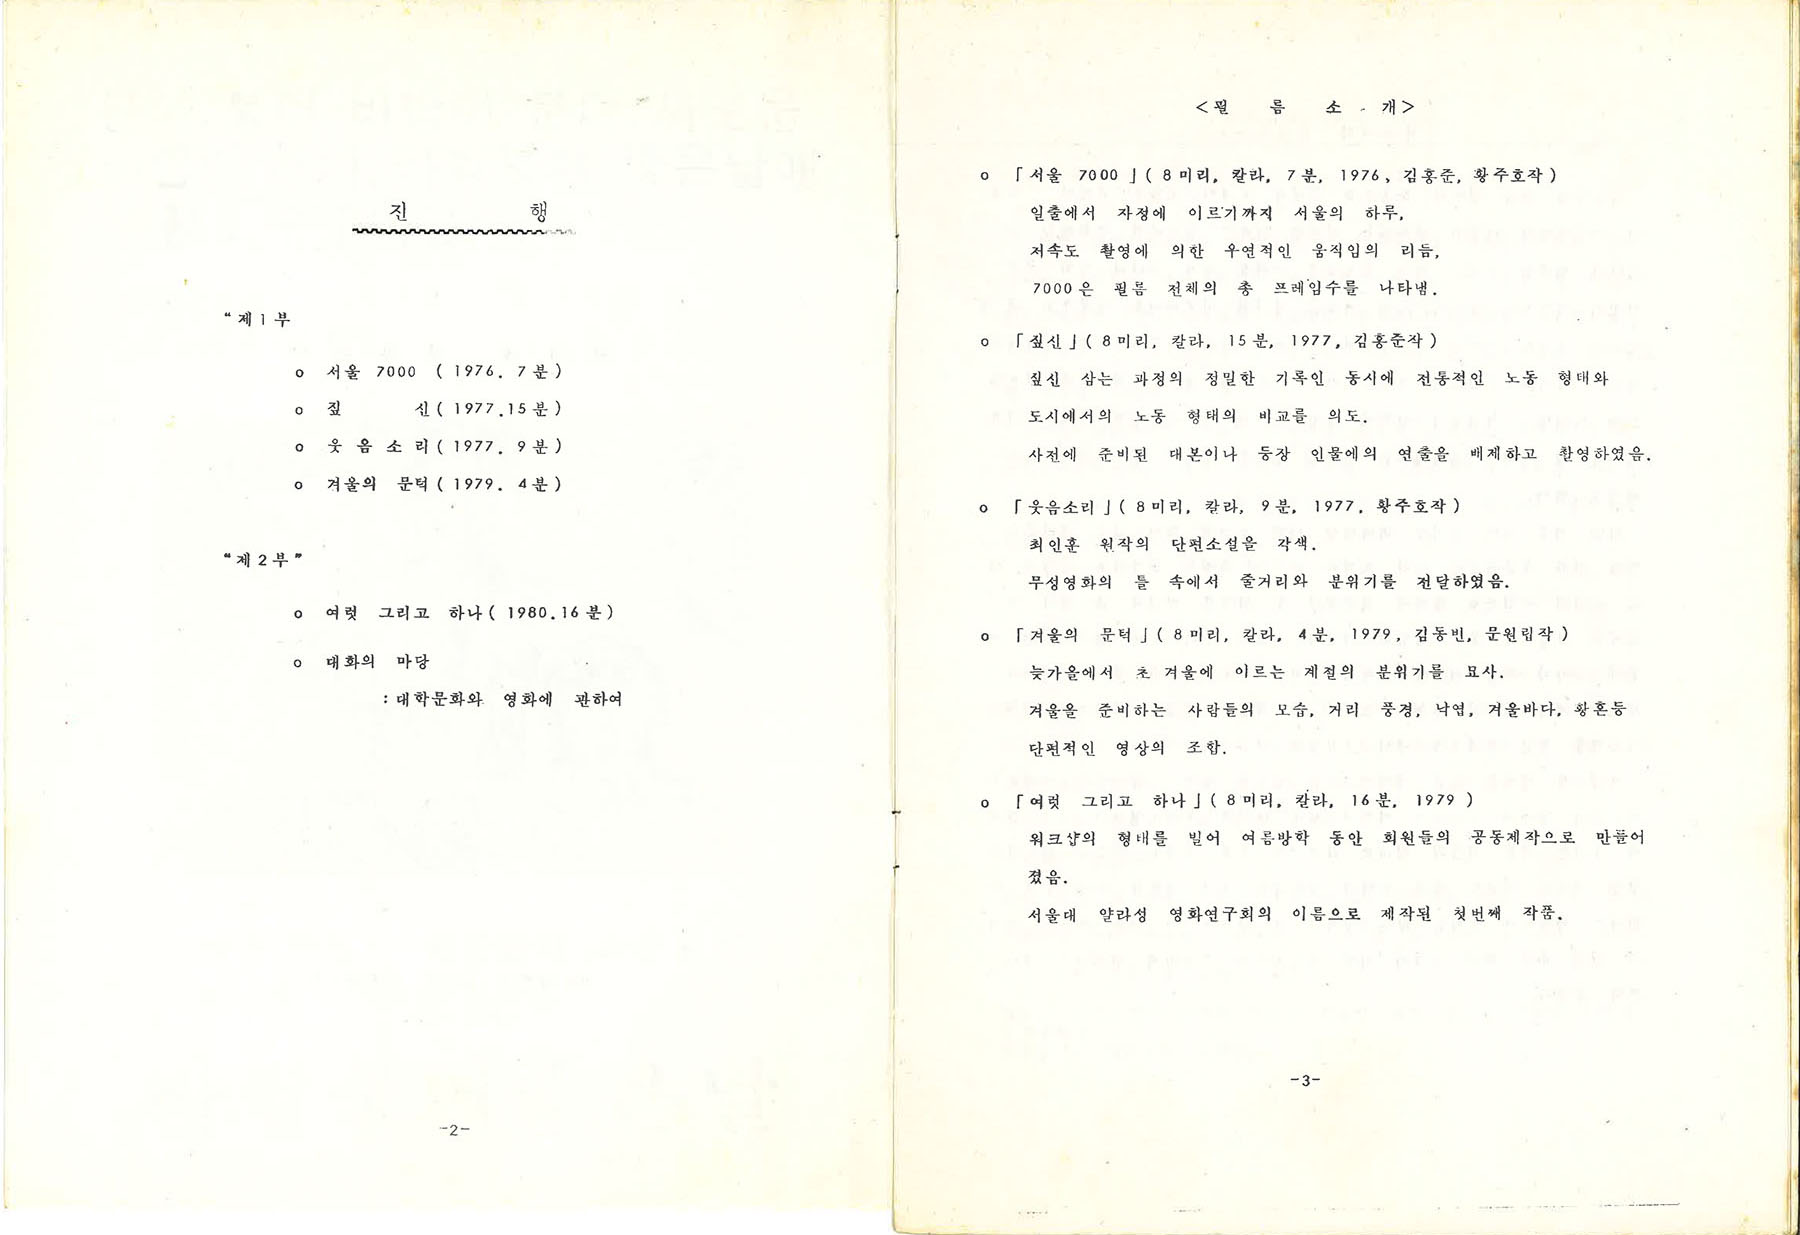 진 행
"제1부
o 서울 7000 ( 1976. 7분)
o 짚 신( 1977.15분)
o 웃 음 소 리( 1977. 9분)
o 겨울의 문턱( 1979. 4분)
"제2부"
o 여럿 그리고 하나( 1980.16분)
o 대화의 마당
: 대학문화와 영화에 관하여
-2-
<필 름 소 개>
o 「서울 7000」( 8미리, 칼라, 7분, 1976, 김홍준, 황주호작)
일출에서 자정에 이르기까지 서울의 하루,
저속도 촬영에 의한 우연적인 움직임의 리듬,
7000은 필름 전체의 총 프레임수를 나타냄.
o 「짚신」( 8미리, 칼라, 15분, 1977, 김홍준작)
짚신 삼는 과정의 정밀한 기록인 동시에 전통적인 노동 형태와
도시에서의 노동 형태의 비교를 의도.
사전에 준비된 대본이나 등장 인물에의 연출을 배제하고 촬영하였음.
o 「웃음소리」( 8미리, 칼라, 9분, 1977, 황주호작)
최인훈 원작의 단편소설을 각색.
무성영화의 틀 속에서 줄거리와 분위기를 전달하였음.
o 「겨울의 문턱」( 8미리, 칼라, 4분, 1979, 김동빈, 문원립작)
늦가을에서 초 겨울에 이르는 계절의 분위기를 묘사.
겨울을 준비하는 사람들의 모습, 거리 풍경, 낙엽, 겨울바다, 황혼등
단편적인 영상의 조합.
o 「여럿 그리고 하나」( 8미리, 칼라, 16분, 1979 )
워크샵의 형태를 빌어 여름방학 동안 회원들의 공동제작으로 만들어
졌음.
서울대 얄라성 영화연구회의 이름으로 제작된 첫번째 작품.
-3-